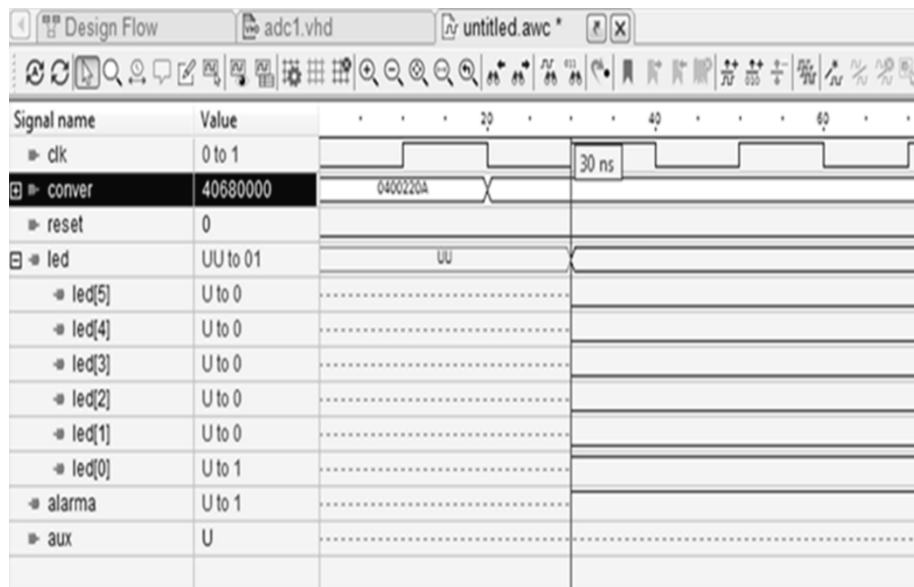 Design Flow adc1.vhd untitled.awc *
Signal name Value 20 40 60
clk 0 to 1 30 ns
conver 40680000 0400220A
reset 0
led UU to 01 UU
led[5] U to 0
led[4] U to 0
led[3] U to 0
led[2] U to 0
led[1] U to 0
led[0] U to 1
alarma U to 1
aux U